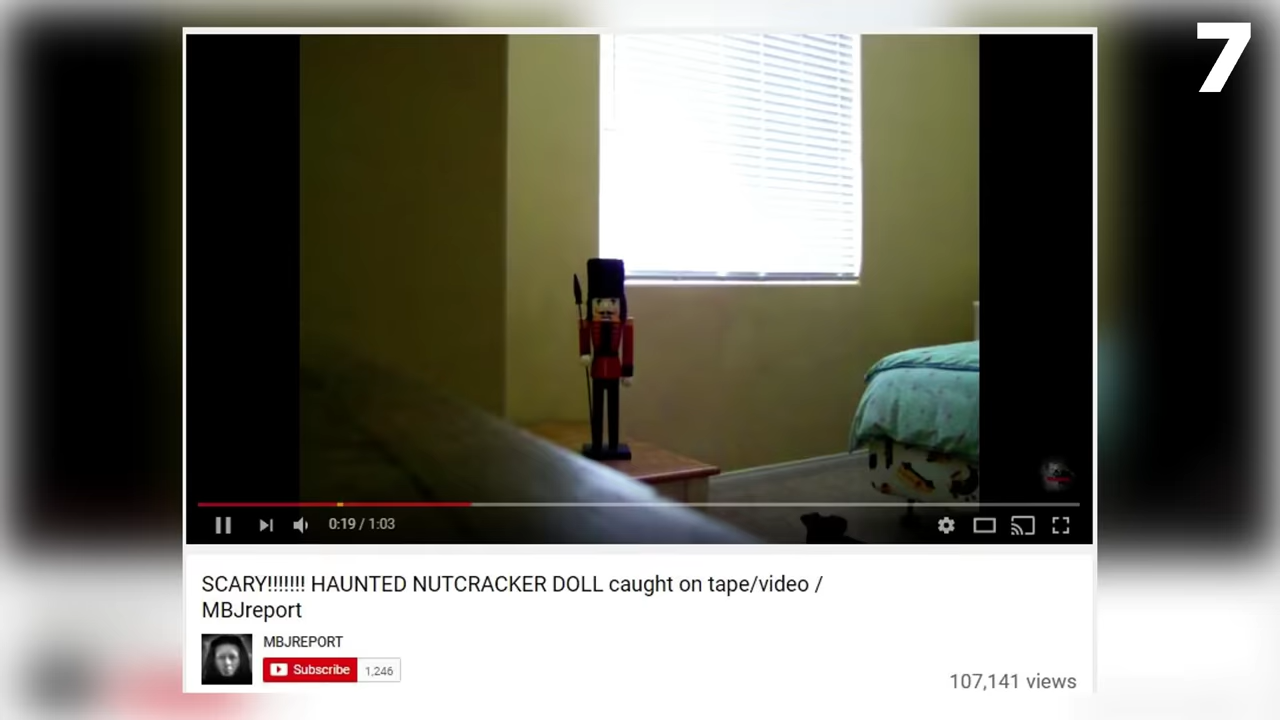 7
0:19 / 1:03
SCARY!!!!!!! HAUNTED NUTCRACKER DOLL caught on tape/video /
MBJreport
MBJREPORT
Subscribe 1,246
107,141 views